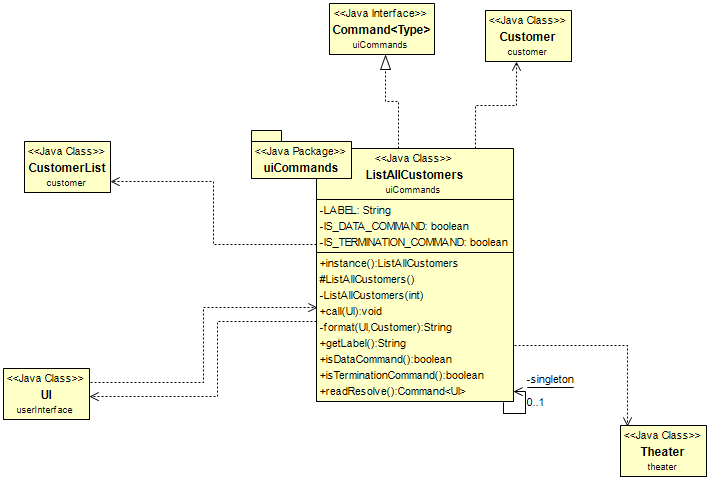 <<Java Interface>>
Command<Type>
uiCommands
<<Java Class>>
Customer
customer
<<Java Class>>
CustomerList
customer
<<Java Package>>
uiCommands
<<Java Class>>
ListAllCustomers
uiCommands
-LABEL: String
-IS_DATA_COMMAND: boolean
-IS_TERMINATION_COMMAND: boolean
+instance():ListAllCustomers
#ListAllCustomers()
-ListAllCustomers(int)
+call(UI):void
-format(UI,Customer):String
+getLabel():String
+isDataCommand():boolean
+isTerminationCommand():boolean
+readResolve():Command<UI>
-singleton
0..1
<<Java Class>>
UI
userInterface
<<Java Class>>
Theater
theater